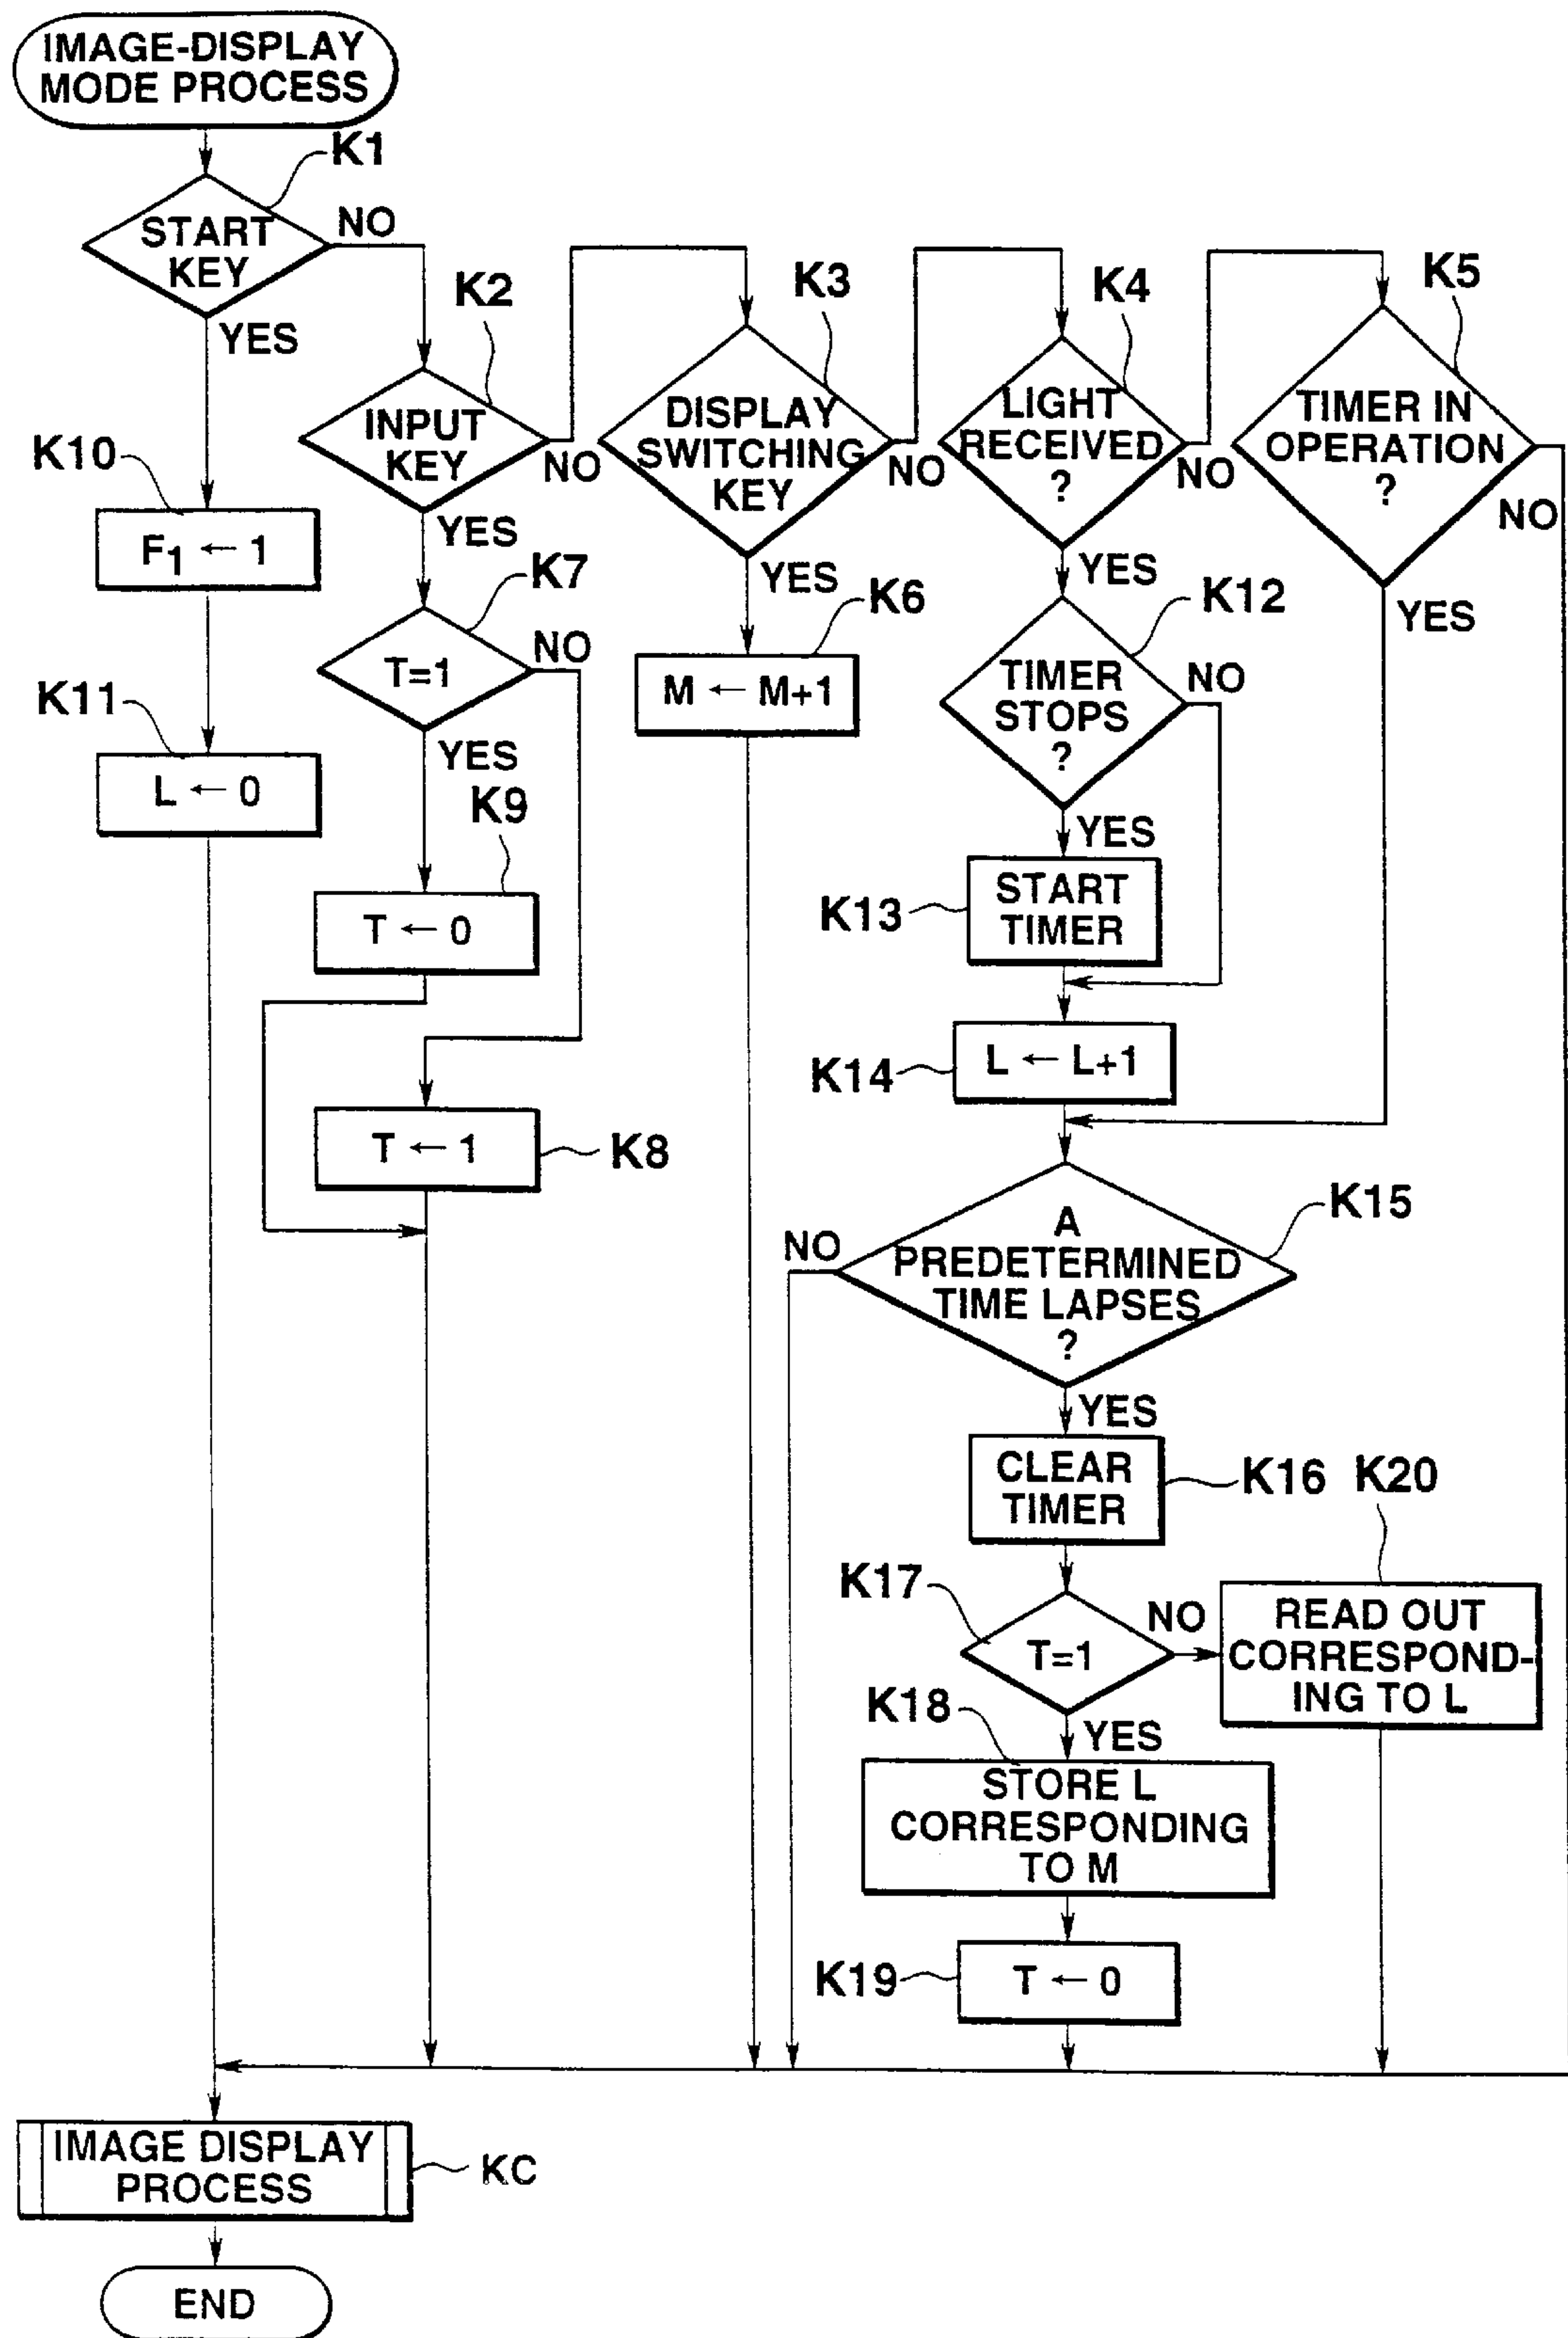 IMAGE-DISPLAY
MODE PROCESS
K1
START
KEY
NO
YES
K2
INPUT
KEY
NO
YES
K3
DISPLAY
SWITCHING
KEY
NO
YES
K4
LIGHT
RECEIVED
?
NO
YES
K5
TIMER IN
OPERATION
?
NO
YES
K10
F1 ← 1
K11
L ← 0
K7
T=1
NO
YES
K9
T ← 0
T ← 1
K8
K6
M ← M+1
K12
TIMER
STOPS
?
NO
YES
K13
START
TIMER
K14
L ← L+1
K15
A
PREDETERMINED
TIME LAPSES
?
NO
YES
CLEAR
TIMER
K16
K17
T=1
NO
YES
K20
READ OUT
CORRESPOND-
ING TO L
K18
STORE L
CORRESPONDING
TO M
K19
T ← 0
IMAGE DISPLAY
PROCESS
KC
END